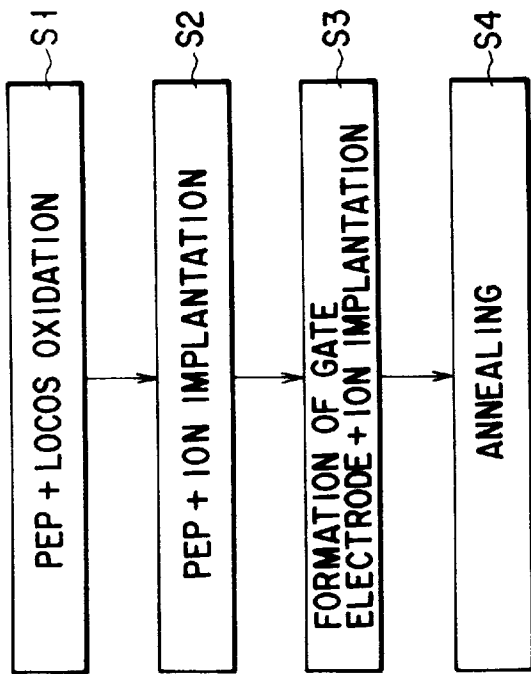 PEP + LOCOS OXIDATION
S1
PEP + ION IMPLANTATION
S2
FORMATION OF GATE
ELECTRODE + ION IMPLANTATION
S3
ANNEALING
S4